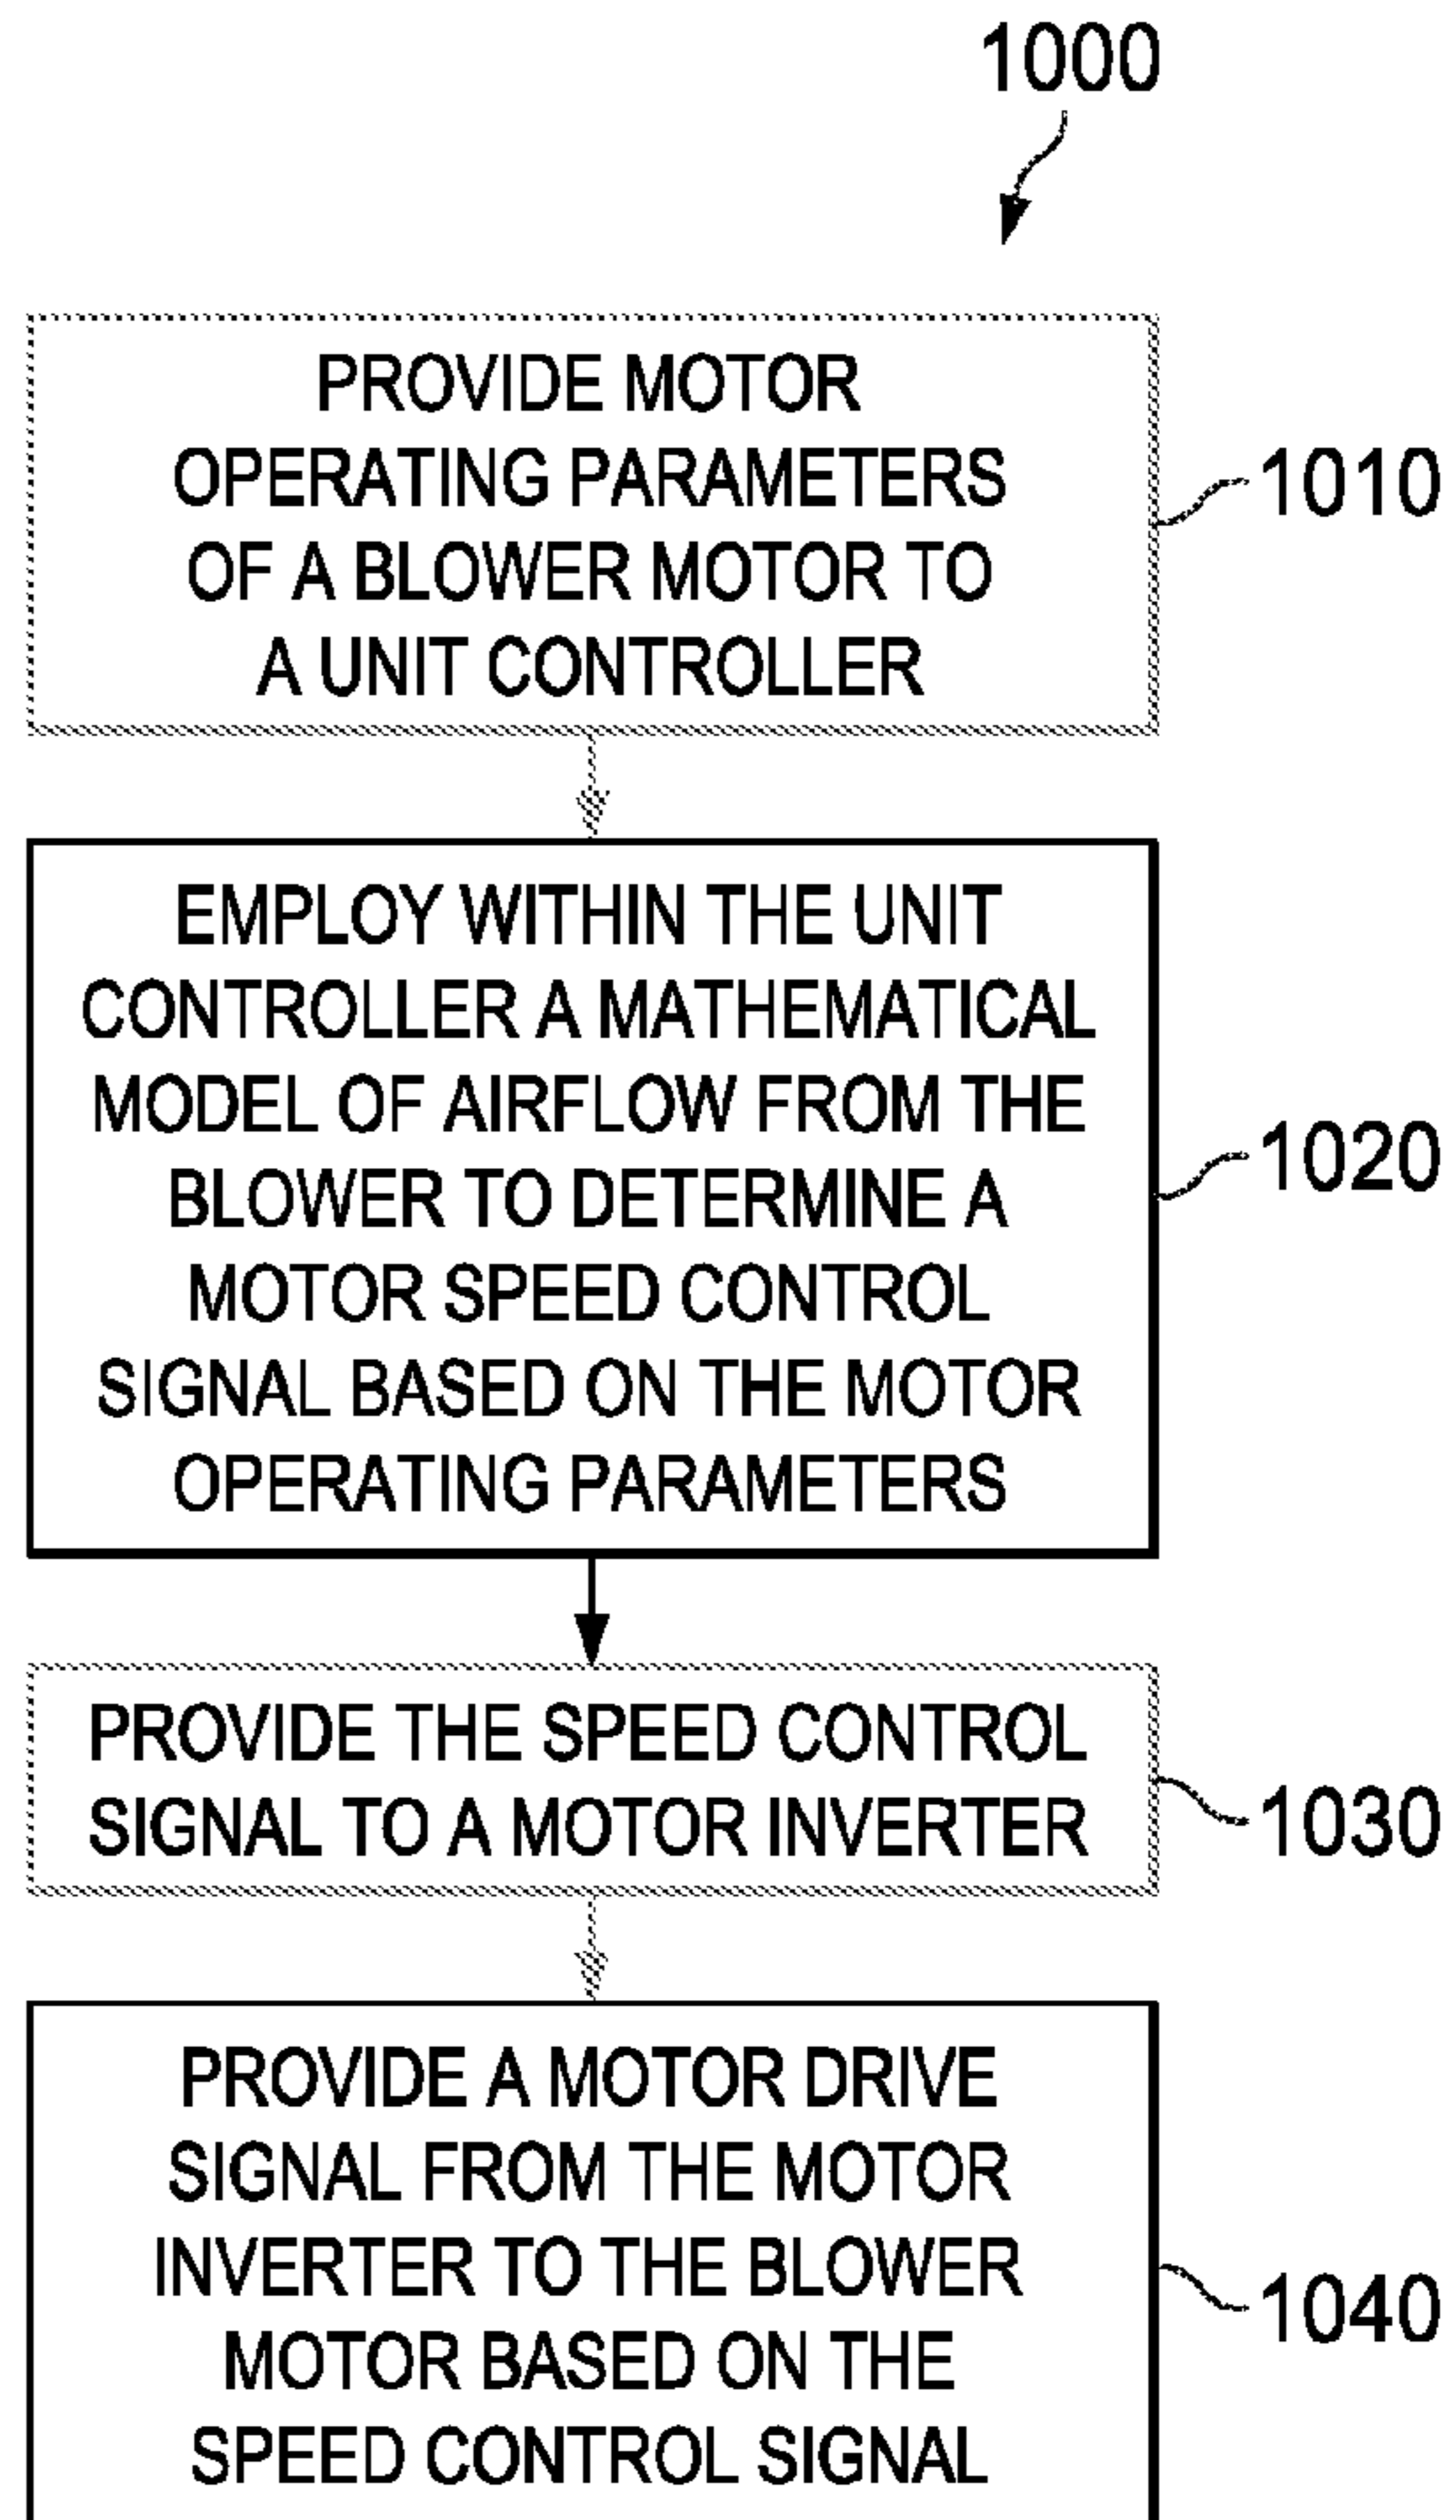 1000
PROVIDE MOTOR
OPERATING PARAMETERS
OF A BLOWER MOTOR TO
A UNIT CONTROLLER
1010
EMPLOY WITHIN THE UNIT
CONTROLLER A MATHEMATICAL
MODEL OF AIRFLOW FROM THE
BLOWER TO DETERMINE A
MOTOR SPEED CONTROL
SIGNAL BASED ON THE MOTOR
OPERATING PARAMETERS
1020
PROVIDE THE SPEED CONTROL
SIGNAL TO A MOTOR INVERTER
1030
PROVIDE A MOTOR DRIVE
SIGNAL FROM THE MOTOR
INVERTER TO THE BLOWER
MOTOR BASED ON THE
SPEED CONTROL SIGNAL
1040